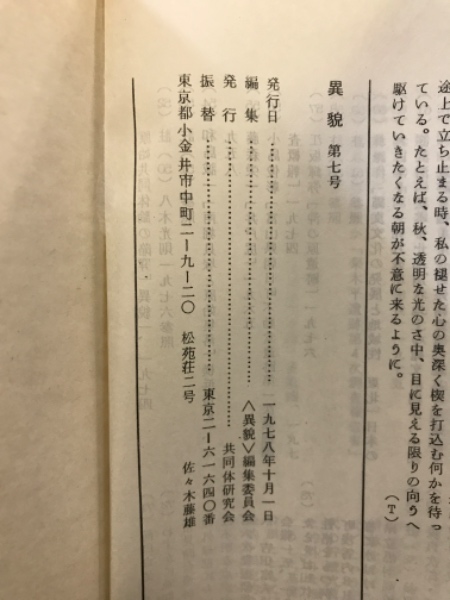 途上で立ち止まる時、私の褪せた心の奥深く楔を打込む何かを待っ
ている。たとえば、秋、透明な光のさ中、目に見える限りの向うへ
駆けていきたくなる朝が不意に来るように。
(T)
異貌 第七号
発行日……………………一九七八年十月一日
編集……………………〈異貌〉編集委員会
発行……………………共同体研究会
振替……………………東京二ー六一六四〇番
東京都小金井市中町二ー九ー二〇 松苑荘二号
佐々木藤雄